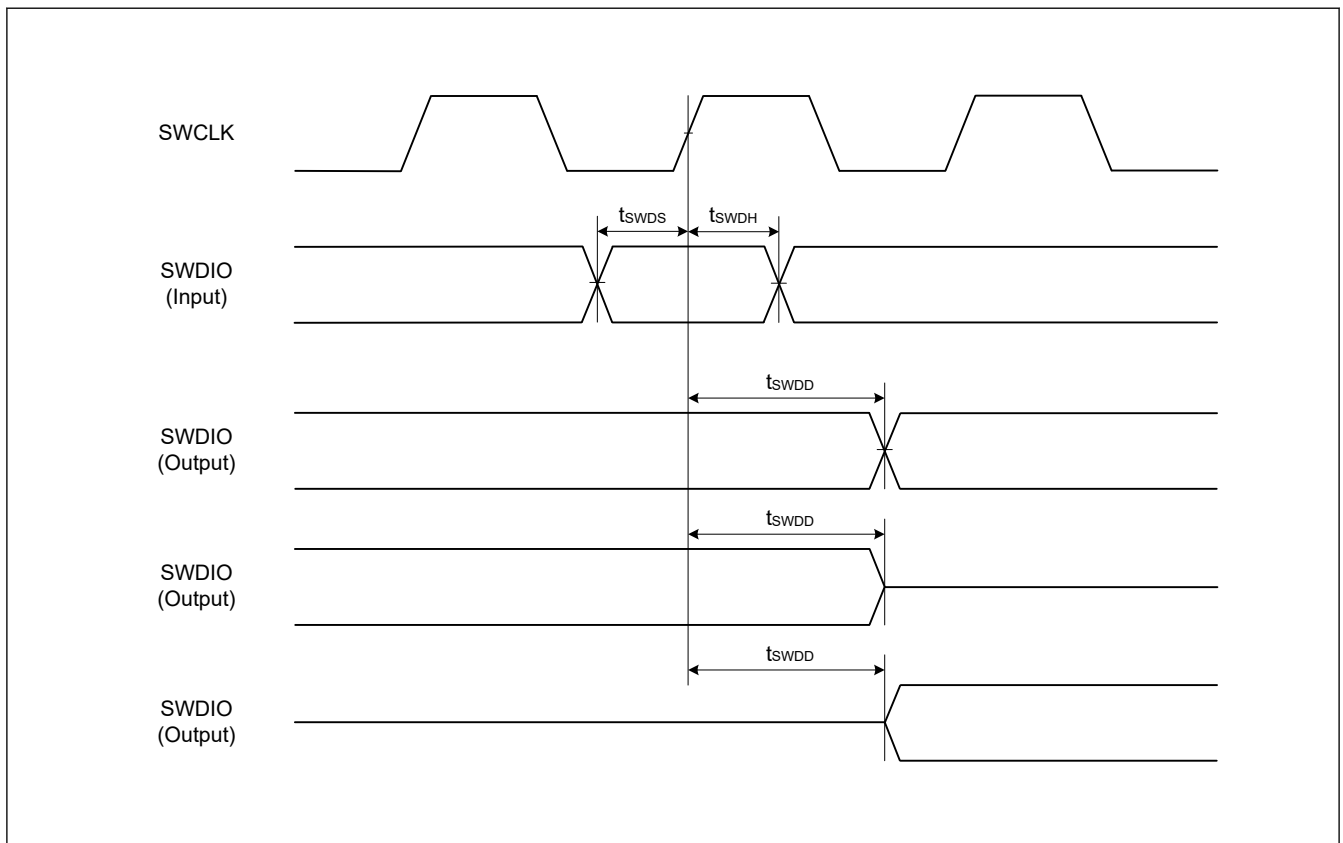 SWCLK
tSWDS
tSWDH
SWDIO
(Input)
tSWDD
SWDIO
(Output)
tSWDD
SWDIO
(Output)
tSWDD
SWDIO
(Output)